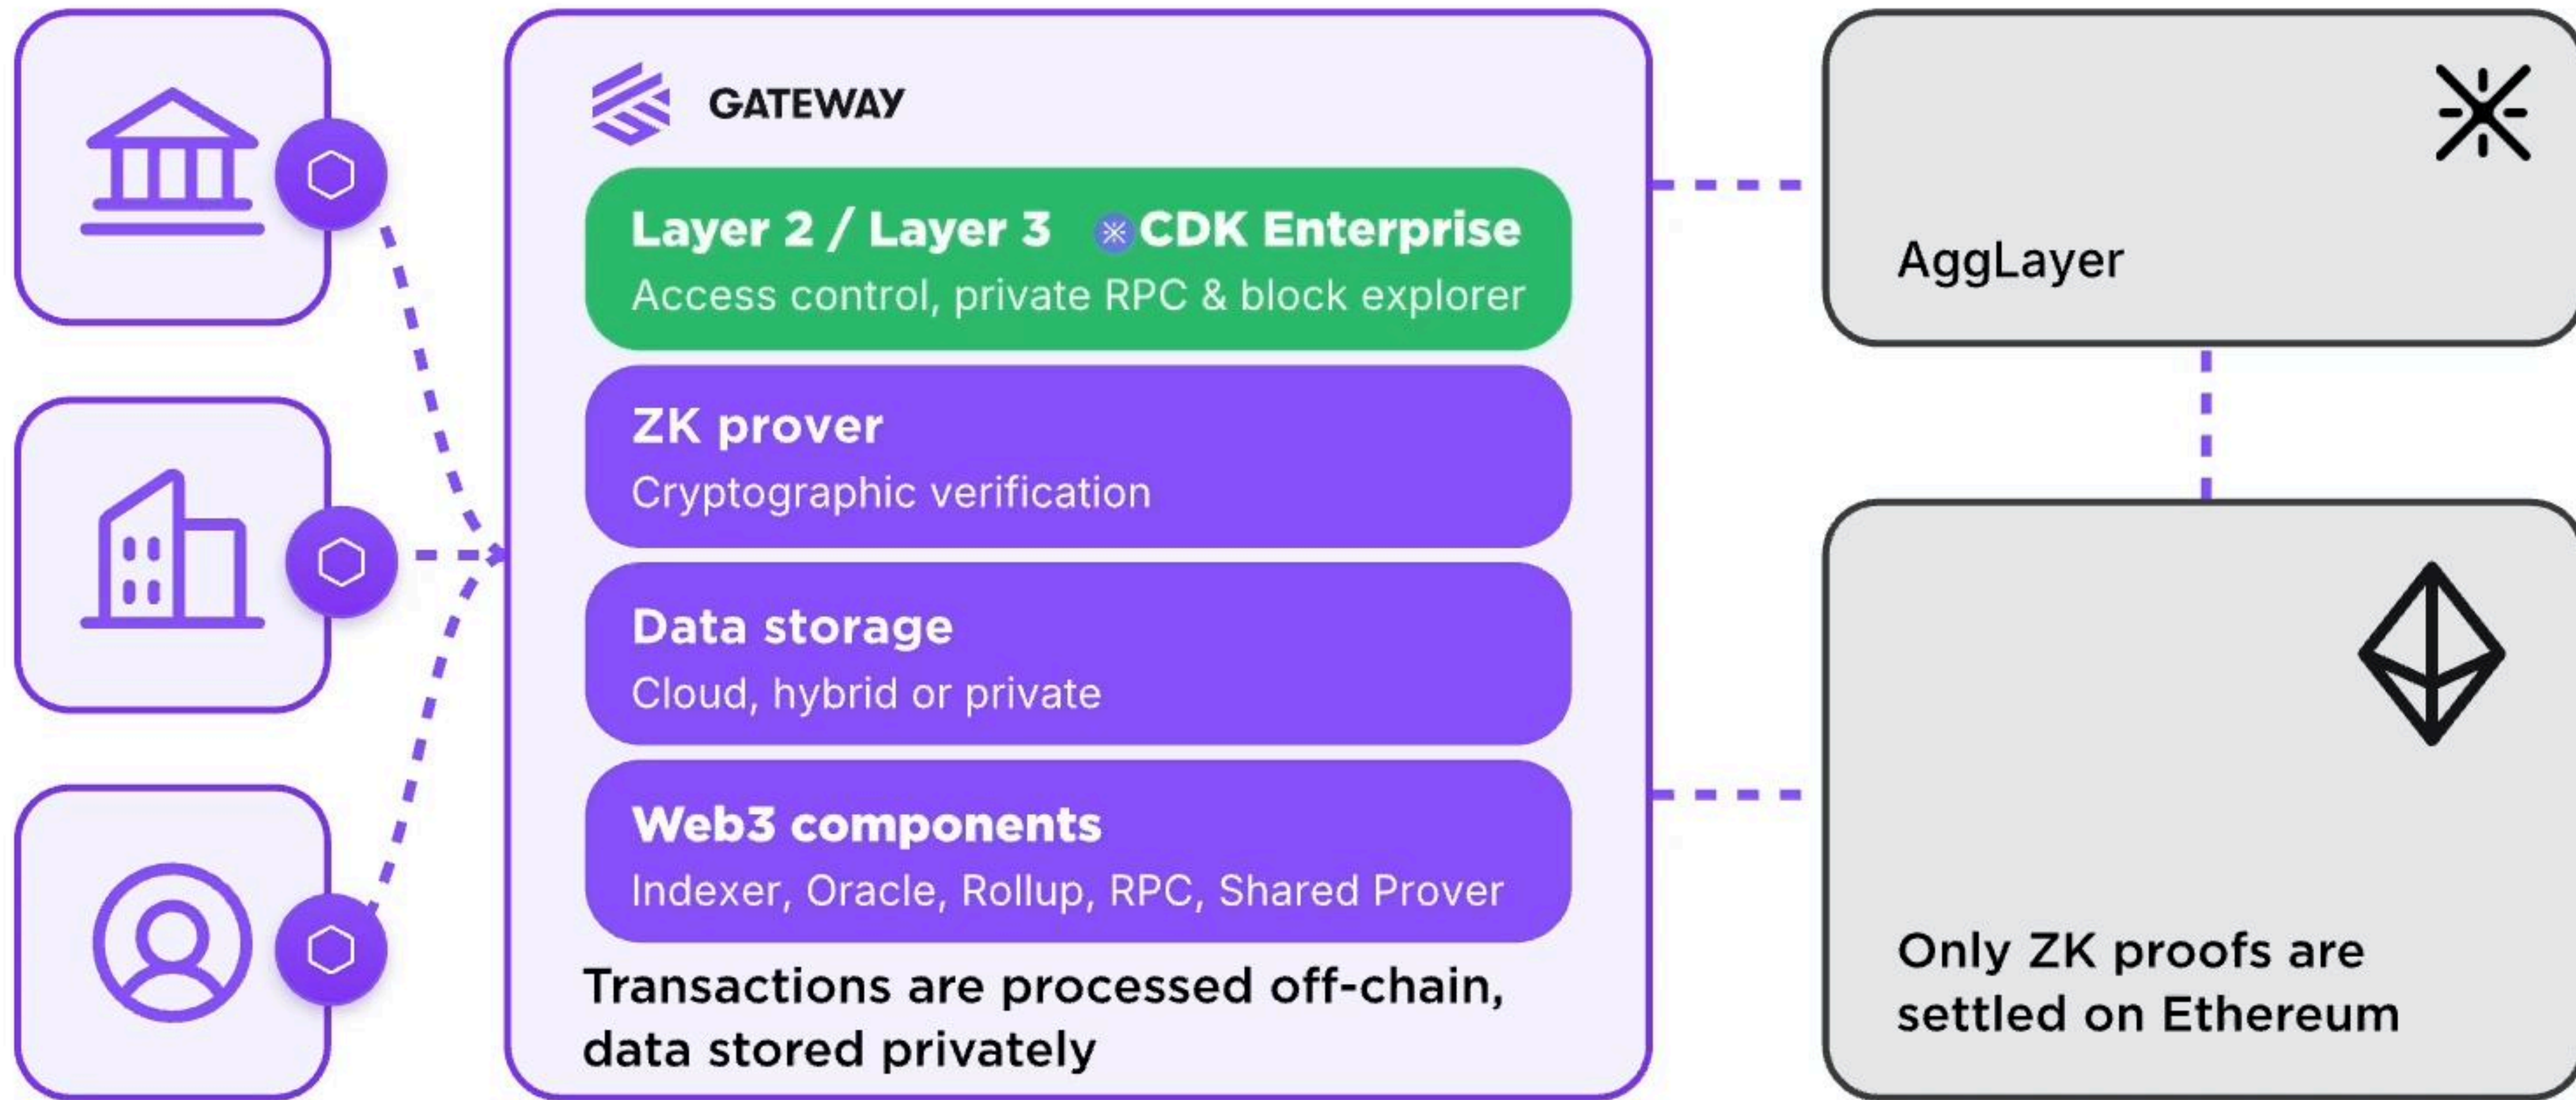 GATEWAY
Layer 2 / Layer 3 CDK Enterprise
Access control, private RPC & block explorer
ZK prover
Cryptographic verification
Data storage
Cloud, hybrid or private
Web3 components
Indexer, Oracle, Rollup, RPC, Shared Prover
Transactions are processed off-chain,
data stored privately
AggLayer
Only ZK proofs are
settled on Ethereum